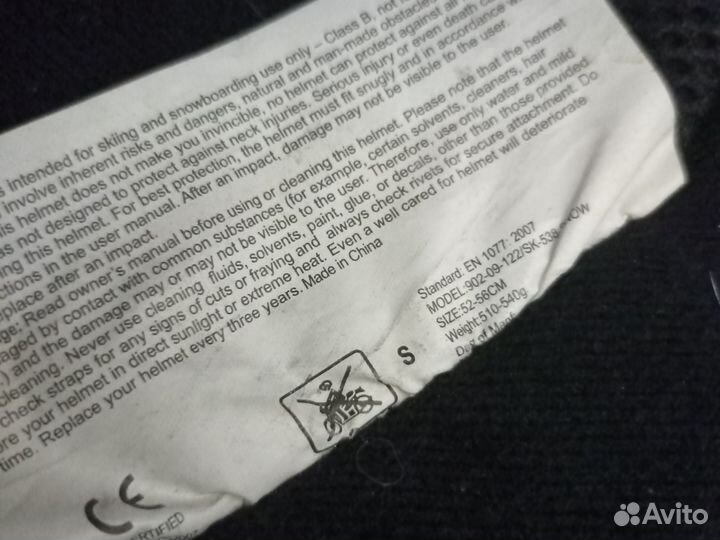 s intended for skiing and snowboarding use only – Class B, not
involve inherent risks and dangers, natural and man-made obstacles
is helmet does not make you invincible, no helmet can protect against all
as not designed to protect against neck injuries. Serious injury or even death can
ing this helmet. For best protection, the helmet must fit snugly and in accordance w
ctions in the user manual. After an impact, damage may not be visible to the user.
eplace after an impact.
ge: Read owner's manual before using or cleaning this helmet. Please note that the helmet
aged by contact with common substances (for example, certain solvents, cleaners, hair
.) and the damage may or may not be visible to the user. Therefore, use only water and mild
cleaning. Never use cleaning fluids, solvents, paint, glue, or decals, other than those provided
check straps for any signs of cuts or fraying and always check rivets for secure attachment. Do
ore your helmet in direct sunlight or extreme heat. Even a well cared for helmet will deteriorate
time. Replace your helmet every three years. Made in China
Standard: EN 1077: 2007
MODEL:902-09-122/SK-538-
SIZE:52-56CM
Weight:510-540g
of Manf
S
CE
CERTIFIED
Avito